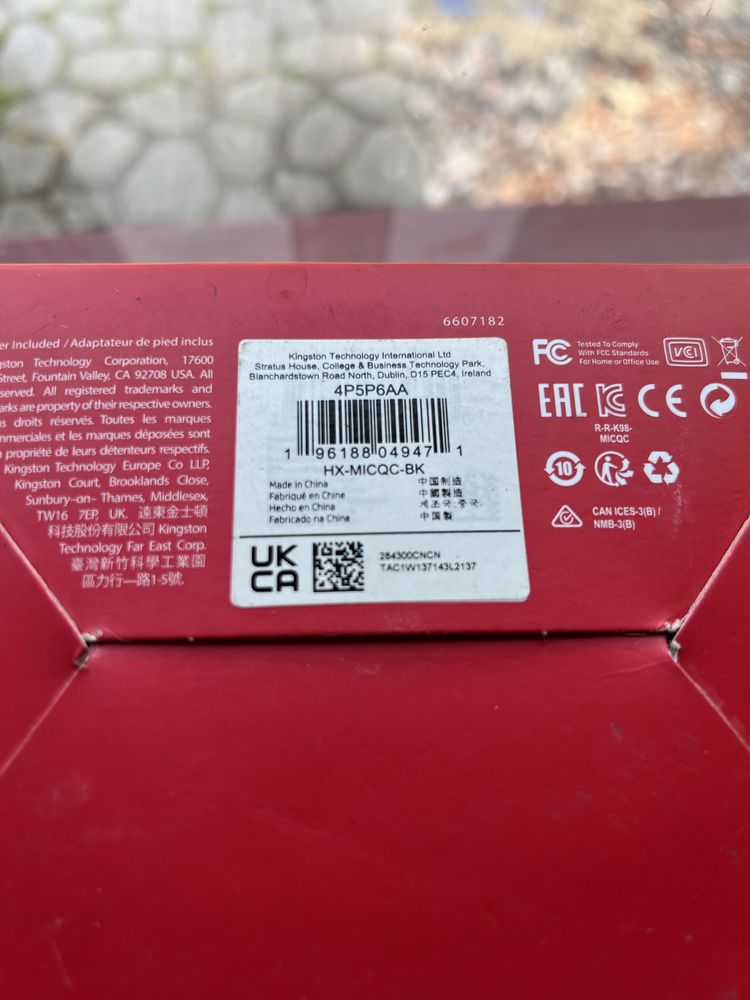 6607182
er Included / Adaptateur de pied inclus
gston Technology Corporation, 17600
Street, Fountain Valley, CA 92708 USA. All
served. All registered trademarks and
arks are property of their respective owners.
s droits réservés. Toutes les marques
mmerciales et les marques déposées sont
propriété de leurs détenteurs respectifs.
Kingston Technology Europe Co LLP,
Kingston Court, Brooklands Close,
Sunbury-on- Thames, Middlesex,
TW16 7EP, UK. 遠東金士頓
科技股份有限公司 Kingston
Technology Far East Corp.
臺灣新竹科學工業園
區力行一路1-5號.
Kingston Technology International Ltd
Stratus House, College & Business Technology Park,
Blanchardstown Road North, Dublin, D15 PEC4, Ireland
4P5P6AA
1 96188 04947 1
HX-MICQC-BK
Made in China 中国制造
Fabriqué en Chine 中國製造
Hecho en China 제조국: 중국
Fabricado na China 中国製
UK
CA
284300CNCN
TAC1W137143L2137
FC
Tested To Comply
With FCC Standards
For Home or Office Use
VCI
EAC
CE
R-R-K98-
MICQC
10
CAN ICES-3(B) /
NMB-3(B)